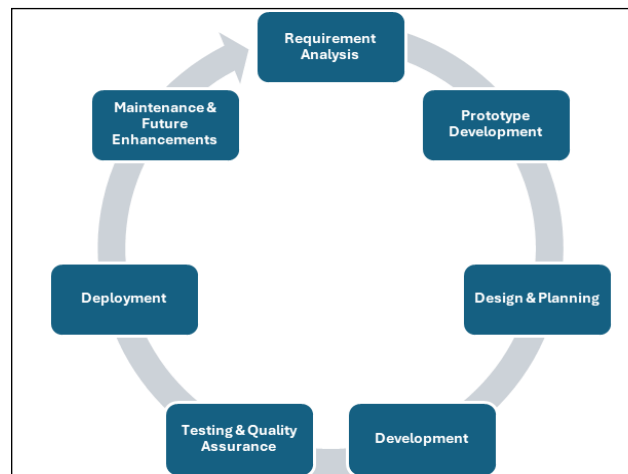 Requirement
Analysis
Prototype
Development
Design & Planning
Development
Testing & Quality
Assurance
Deployment
Maintenance &
Future
Enhancements